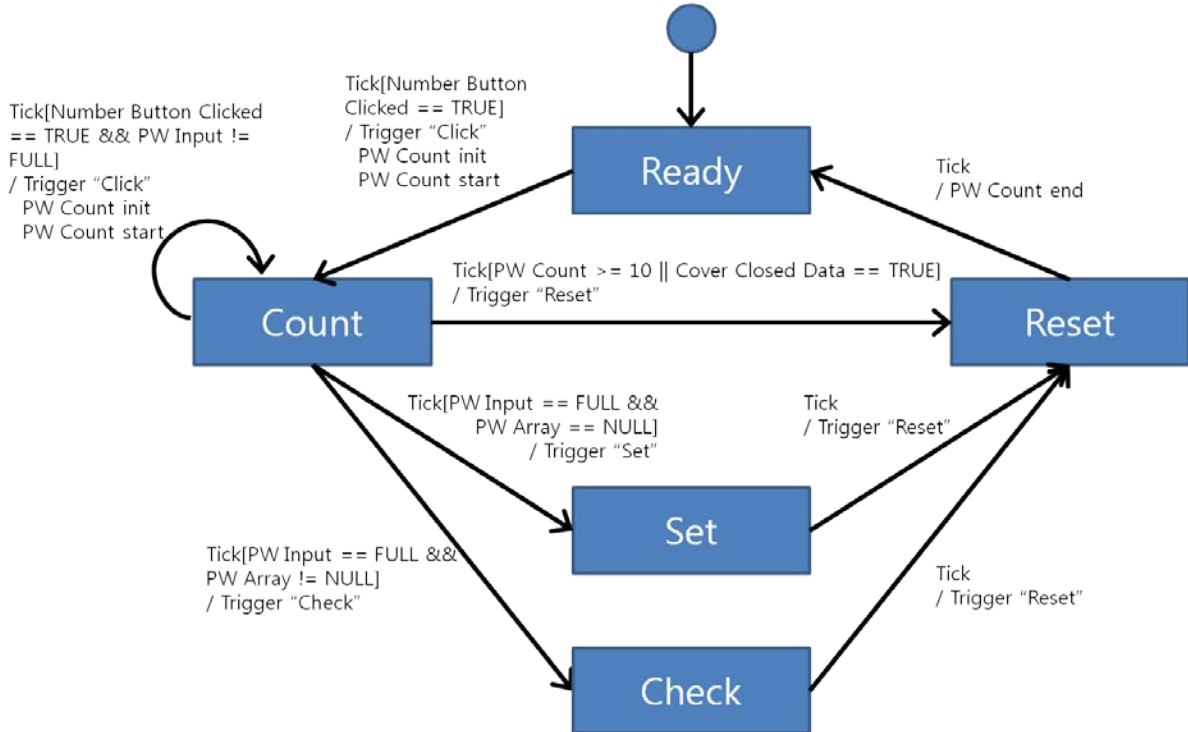 Tick[Number Button Clicked
== TRUE && PW Input !=
FULL]
/ Trigger “Click”
PW Count init
PW Count start
Tick[Number Button
Clicked == TRUE]
/ Trigger “Click”
PW Count init
PW Count start
Ready
Tick
/ PW Count end
Count
Tick[PW Count >= 10 || Cover Closed Data == TRUE]
/ Trigger “Reset”
Reset
Tick[PW Input == FULL &&
PW Array == NULL]
/ Trigger “Set”
Tick
/ Trigger “Reset”
Set
Tick[PW Input == FULL &&
PW Array != NULL]
/ Trigger “Check”
Tick
/ Trigger “Reset”
Check